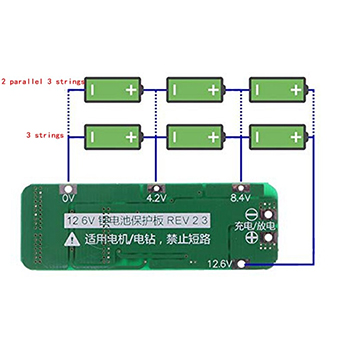 2 parallel 3 strings
3 strings
0V
4.2V
8.4V
12.6V 锂电池保护板 REV 2.3
充电/放电
适用电机/电钻，禁止短路
12.6V